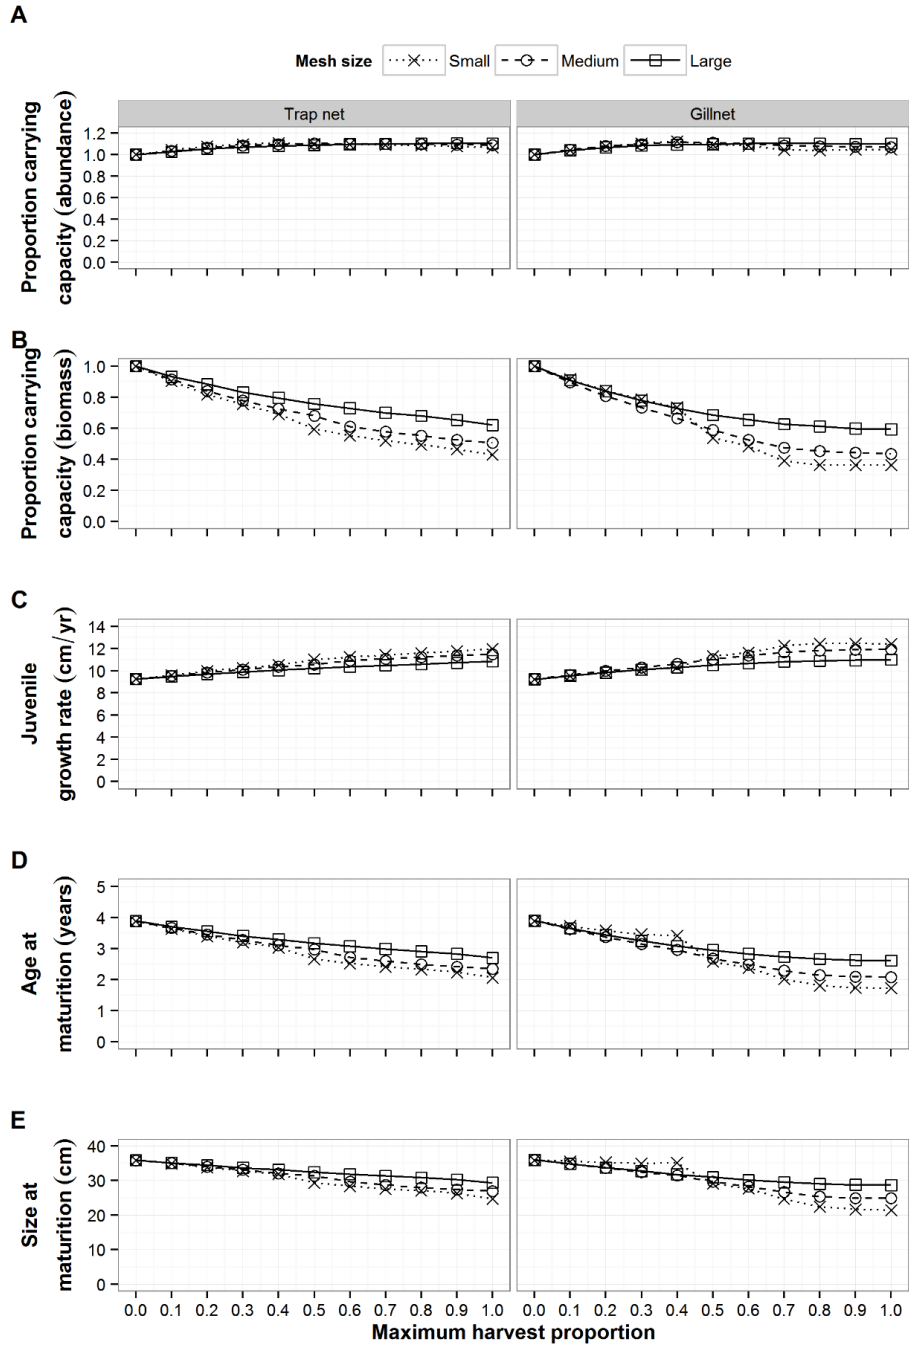 A
Mesh size Small Medium Large
Trap net Gillnet
Proportion carrying
capacity (abundance)
1.2
1.0
0.8
0.6
0.4
0.2
0.0
B
Proportion carrying
capacity (biomass)
1.0
0.8
0.6
0.4
0.2
0.0
C
Juvenile
growth rate (cm/yr)
14
12
10
8
6
4
2
0
D
Age at
maturition (years)
5
4
3
2
1
0
E
Size at
maturition (cm)
40
30
20
10
0
0.0 0.1 0.2 0.3 0.4 0.5 0.6 0.7 0.8 0.9 1.0 0.0 0.1 0.2 0.3 0.4 0.5 0.6 0.7 0.8 0.9 1.0
Maximum harvest proportion